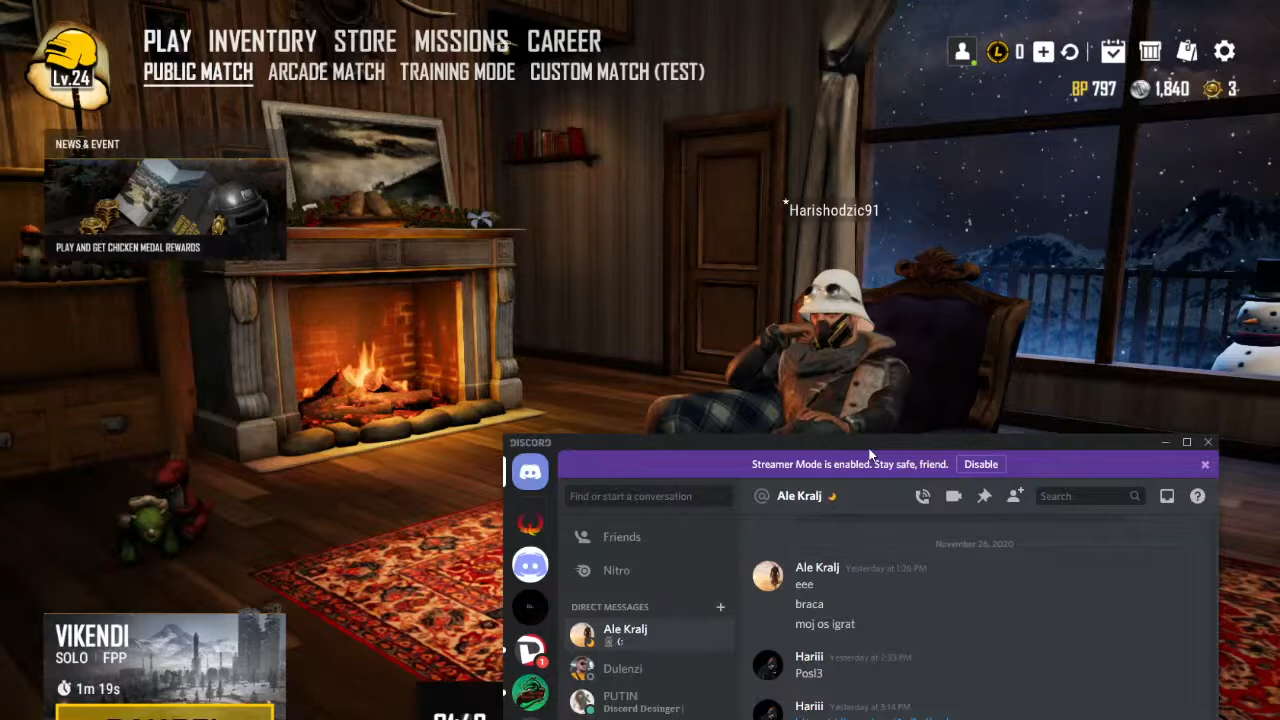 PLAY INVENTORY STORE MISSIONS CAREER
PUBLIC MATCH ARCADE MATCH TRAINING MODE CUSTOM MATCH (TEST)
Lv.24
L 0
BP 797 1,840 3
NEWS & EVENT
PLAY AND GET CHICKEN MEDAL REWARDS
*Harishodzic91
DISCORD
Streamer Mode is enabled. Stay safe, friend. Disable
Find or start a conversation
Ale Kralj
Search
Friends
Nitro
DIRECT MESSAGES
Ale Kralj
Dulenzi
PUTIN
Discord Desinger |
1
November 26, 2020
Ale Kralj Yesterday at 1:26 PM
eee
braca
moj os igrat
Hariii Yesterday at 2:33 PM
Posl3
Hariii Yesterday at 3:14 PM
VIKENDI
SOLO | FPP
1m 19s